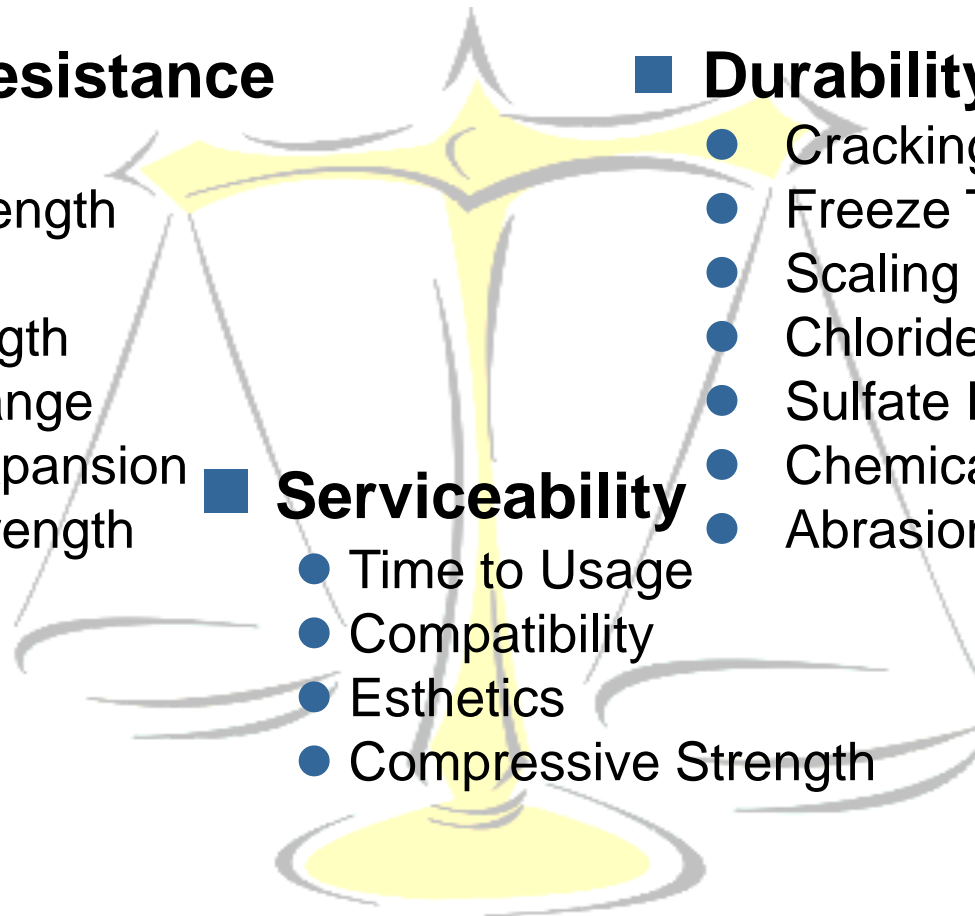 esistance
ength
gth
ange
pansion
rength
Serviceability
Time to Usage
Compatibility
Esthetics
Compressive Strength
Durability
Cracking
Freeze T
Scaling
Chloride
Sulfate
Chemica
Abrasion